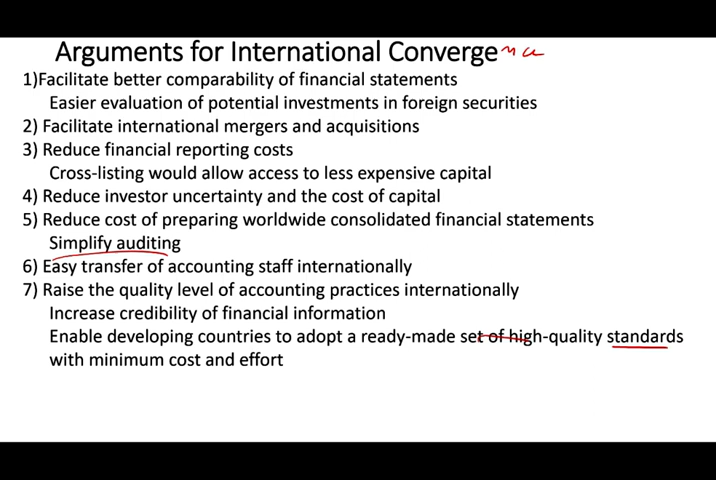 Arguments for International Convergence
1)Facilitate better comparability of financial statements
Easier evaluation of potential investments in foreign securities
2) Facilitate international mergers and acquisitions
3) Reduce financial reporting costs
Cross-listing would allow access to less expensive capital
4) Reduce investor uncertainty and the cost of capital
5) Reduce cost of preparing worldwide consolidated financial statements
Simplify auditing
6) Easy transfer of accounting staff internationally
7) Raise the quality level of accounting practices internationally
Increase credibility of financial information
Enable developing countries to adopt a ready-made set of high-quality standards
with minimum cost and effort